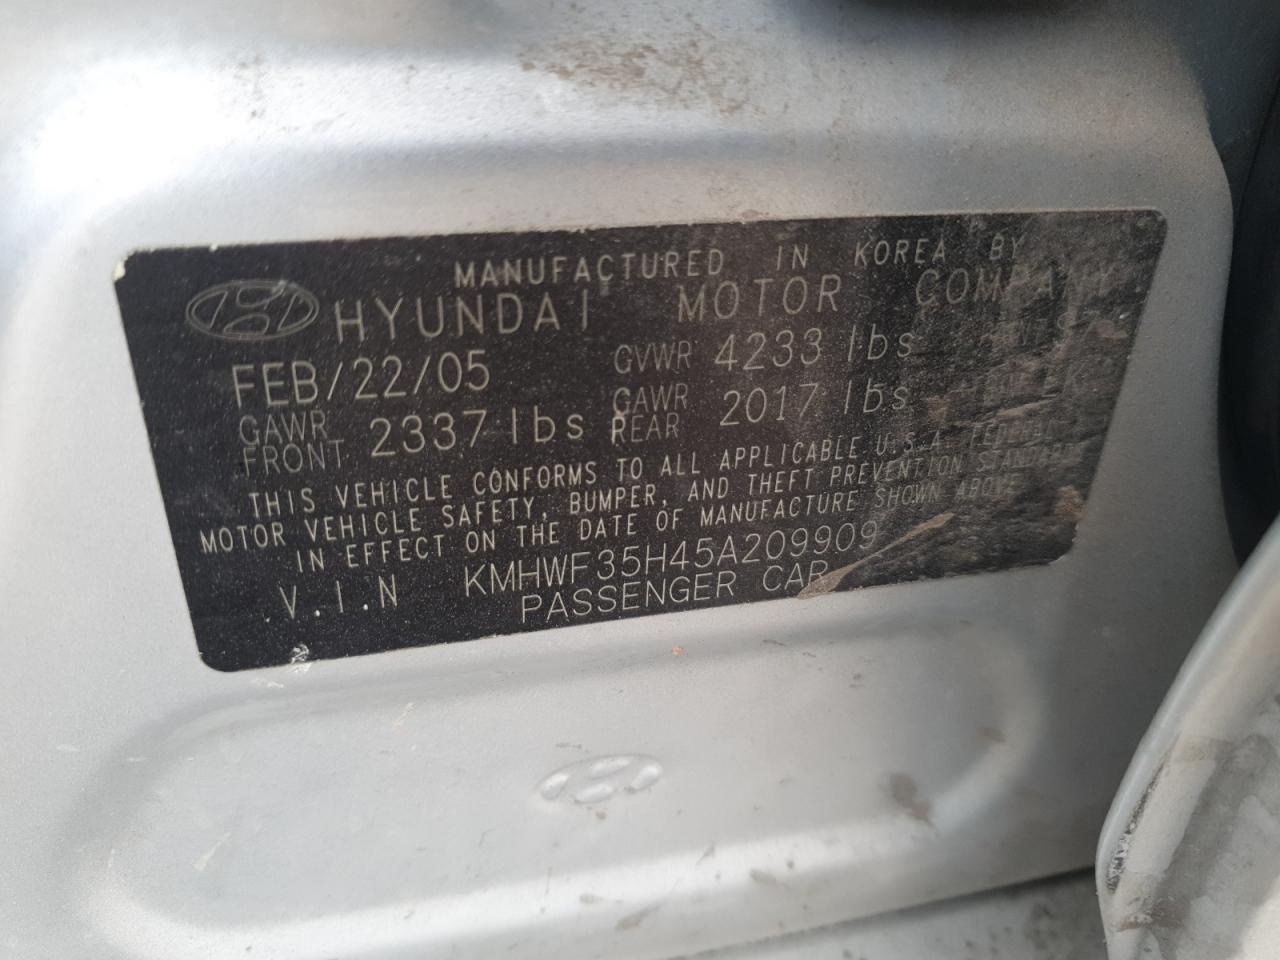 MANUFACTURED IN KOREA BY
HYUNDAI MOTOR COMPANY
FEB/22/05 GVWR 4233 lbs
GAWR FRONT 2337 lbs GAWR REAR 2017 lbs
THIS VEHICLE CONFORMS TO ALL APPLICABLE U.S.A. FEDERAL
MOTOR VEHICLE SAFETY, BUMPER, AND THEFT PREVENTION STANDARDS
IN EFFECT ON THE DATE OF MANUFACTURE SHOWN ABOVE
V.I.N KMHWF35H45A209909
PASSENGER CAR